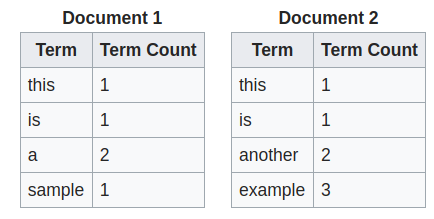 Document 1 Document 2
Term Term Count Term Term Count
this 1 this 1
is 1 is 1
a 2 another 2
sample 1 example 3